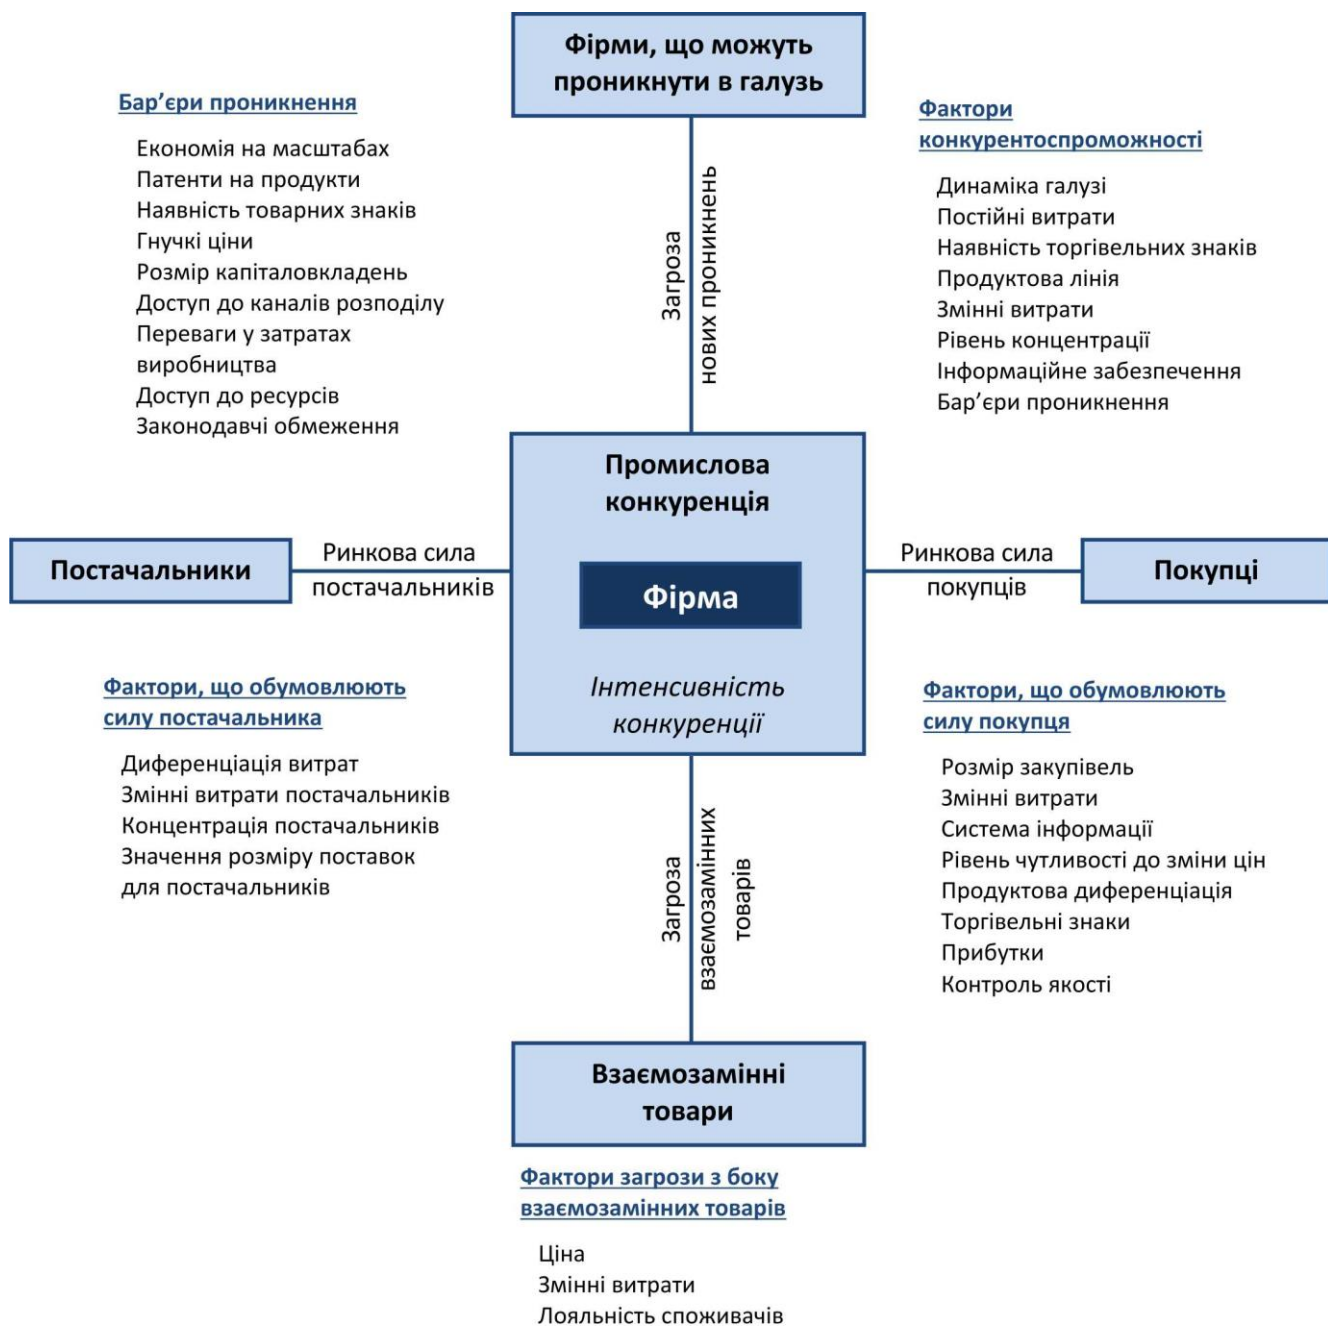 Фірми, що можуть
проникнути в галузь
Бар’єри проникнення
Економія на масштабах
Патенти на продукти
Наявність товарних знаків
Гнучкі ціни
Розмір капіталовкладень
Доступ до каналів розподілу
Переваги у затратах
виробництва
Доступ до ресурсів
Законодавчі обмеження
Загроза
нових проникнень
Фактори
конкурентоспроможності
Динаміка галузі
Постійні витрати
Наявність торгівельних знаків
Продуктова лінія
Змінні витрати
Рівень концентрації
Інформаційне забезпечення
Бар’єри проникнення
Постачальники
Ринкова сила
постачальників
Промислова
конкуренція
Фірма
Інтенсивність
конкуренції
Ринкова сила
покупців
Покупці
Фактори, що обумовлюють
силу постачальника
Диференціація витрат
Змінні витрати постачальників
Концентрація постачальників
Значення розміру поставок
для постачальників
Загроза
взаємозамінних
товарів
Фактори, що обумовлюють
силу покупця
Розмір закупівель
Змінні витрати
Система інформації
Рівень чутливості до зміни цін
Продуктова диференціація
Торгівельні знаки
Прибутки
Контроль якості
Взаємозамінні
товари
Фактори загрози з боку
взаємозамінних товарів
Ціна
Змінні витрати
Лояльність споживачів